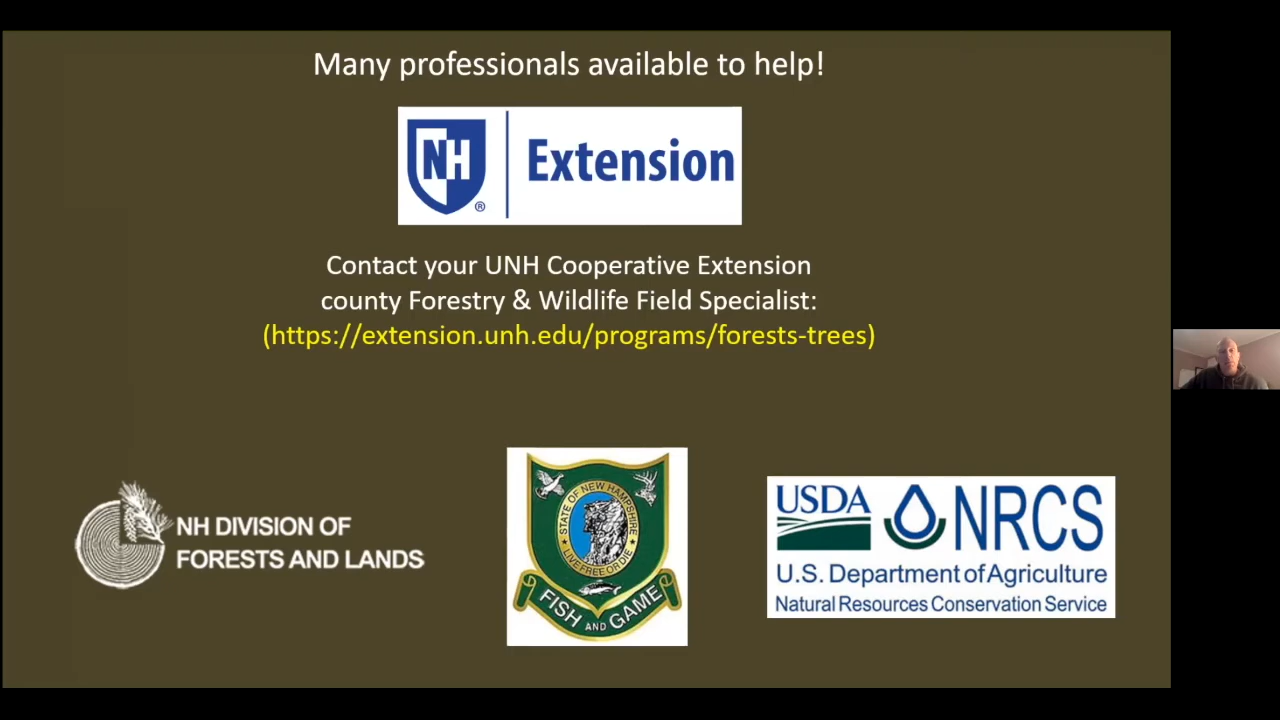 Many professionals available to help!
NH
®
Extension
Contact your UNH Cooperative Extension
county Forestry & Wildlife Field Specialist:
(https://extension.unh.edu/programs/forests-trees)
NH DIVISION OF
FORESTS AND LANDS
STATE OF NEW HAMPSHIRE
LIVE FREE OR DIE
FISH AND GAME
USDA
NRCS
U.S. Department of Agriculture
Natural Resources Conservation Service